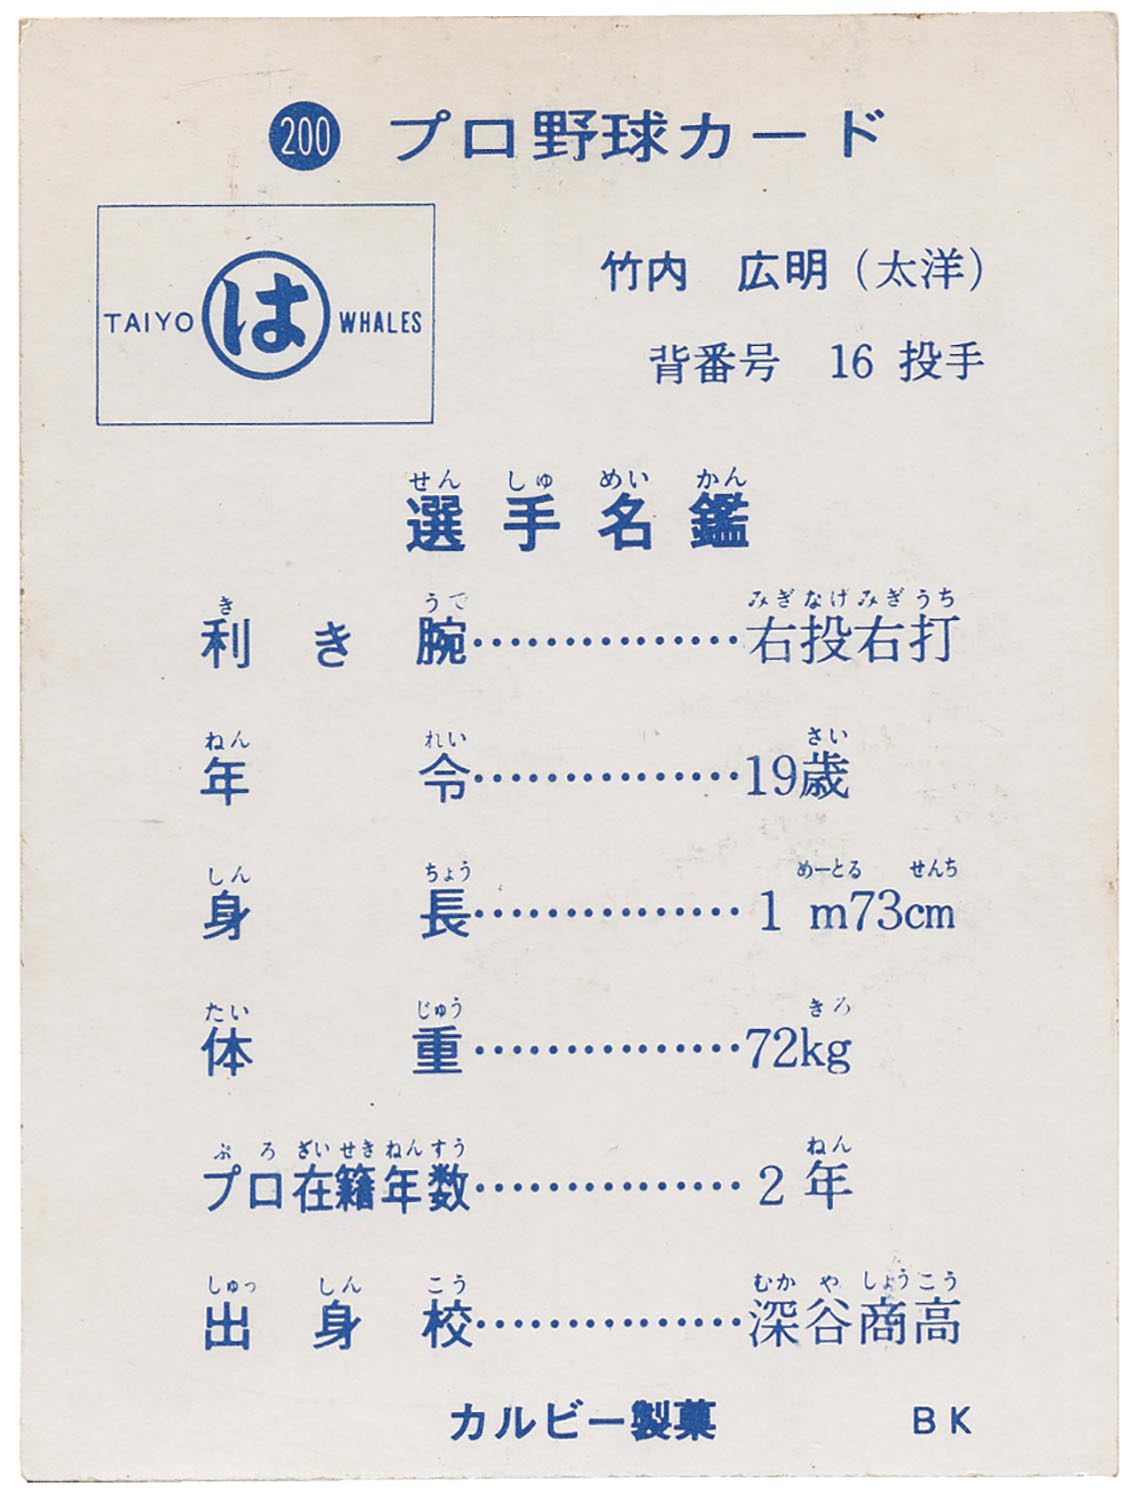 200 プロ野球カード
TAIYO は WHALES
竹内 広明（太洋）
背番号 16 投手
せん しゅ めい かん
選手名鑑
き うで みぎなげみぎうち
利き腕……………右投右打
ねん れい さい
年令……………19歳
しん ちょう めーとる せんち
身長……………1m73cm
たい じゅう きろ
体重……………72kg
ぷろ ざいせきねんすう ねん
プロ在籍年数……………2年
しゅっ しん こう むか や しょうこう
出身校……………深谷商高
カルビー製菓 BK